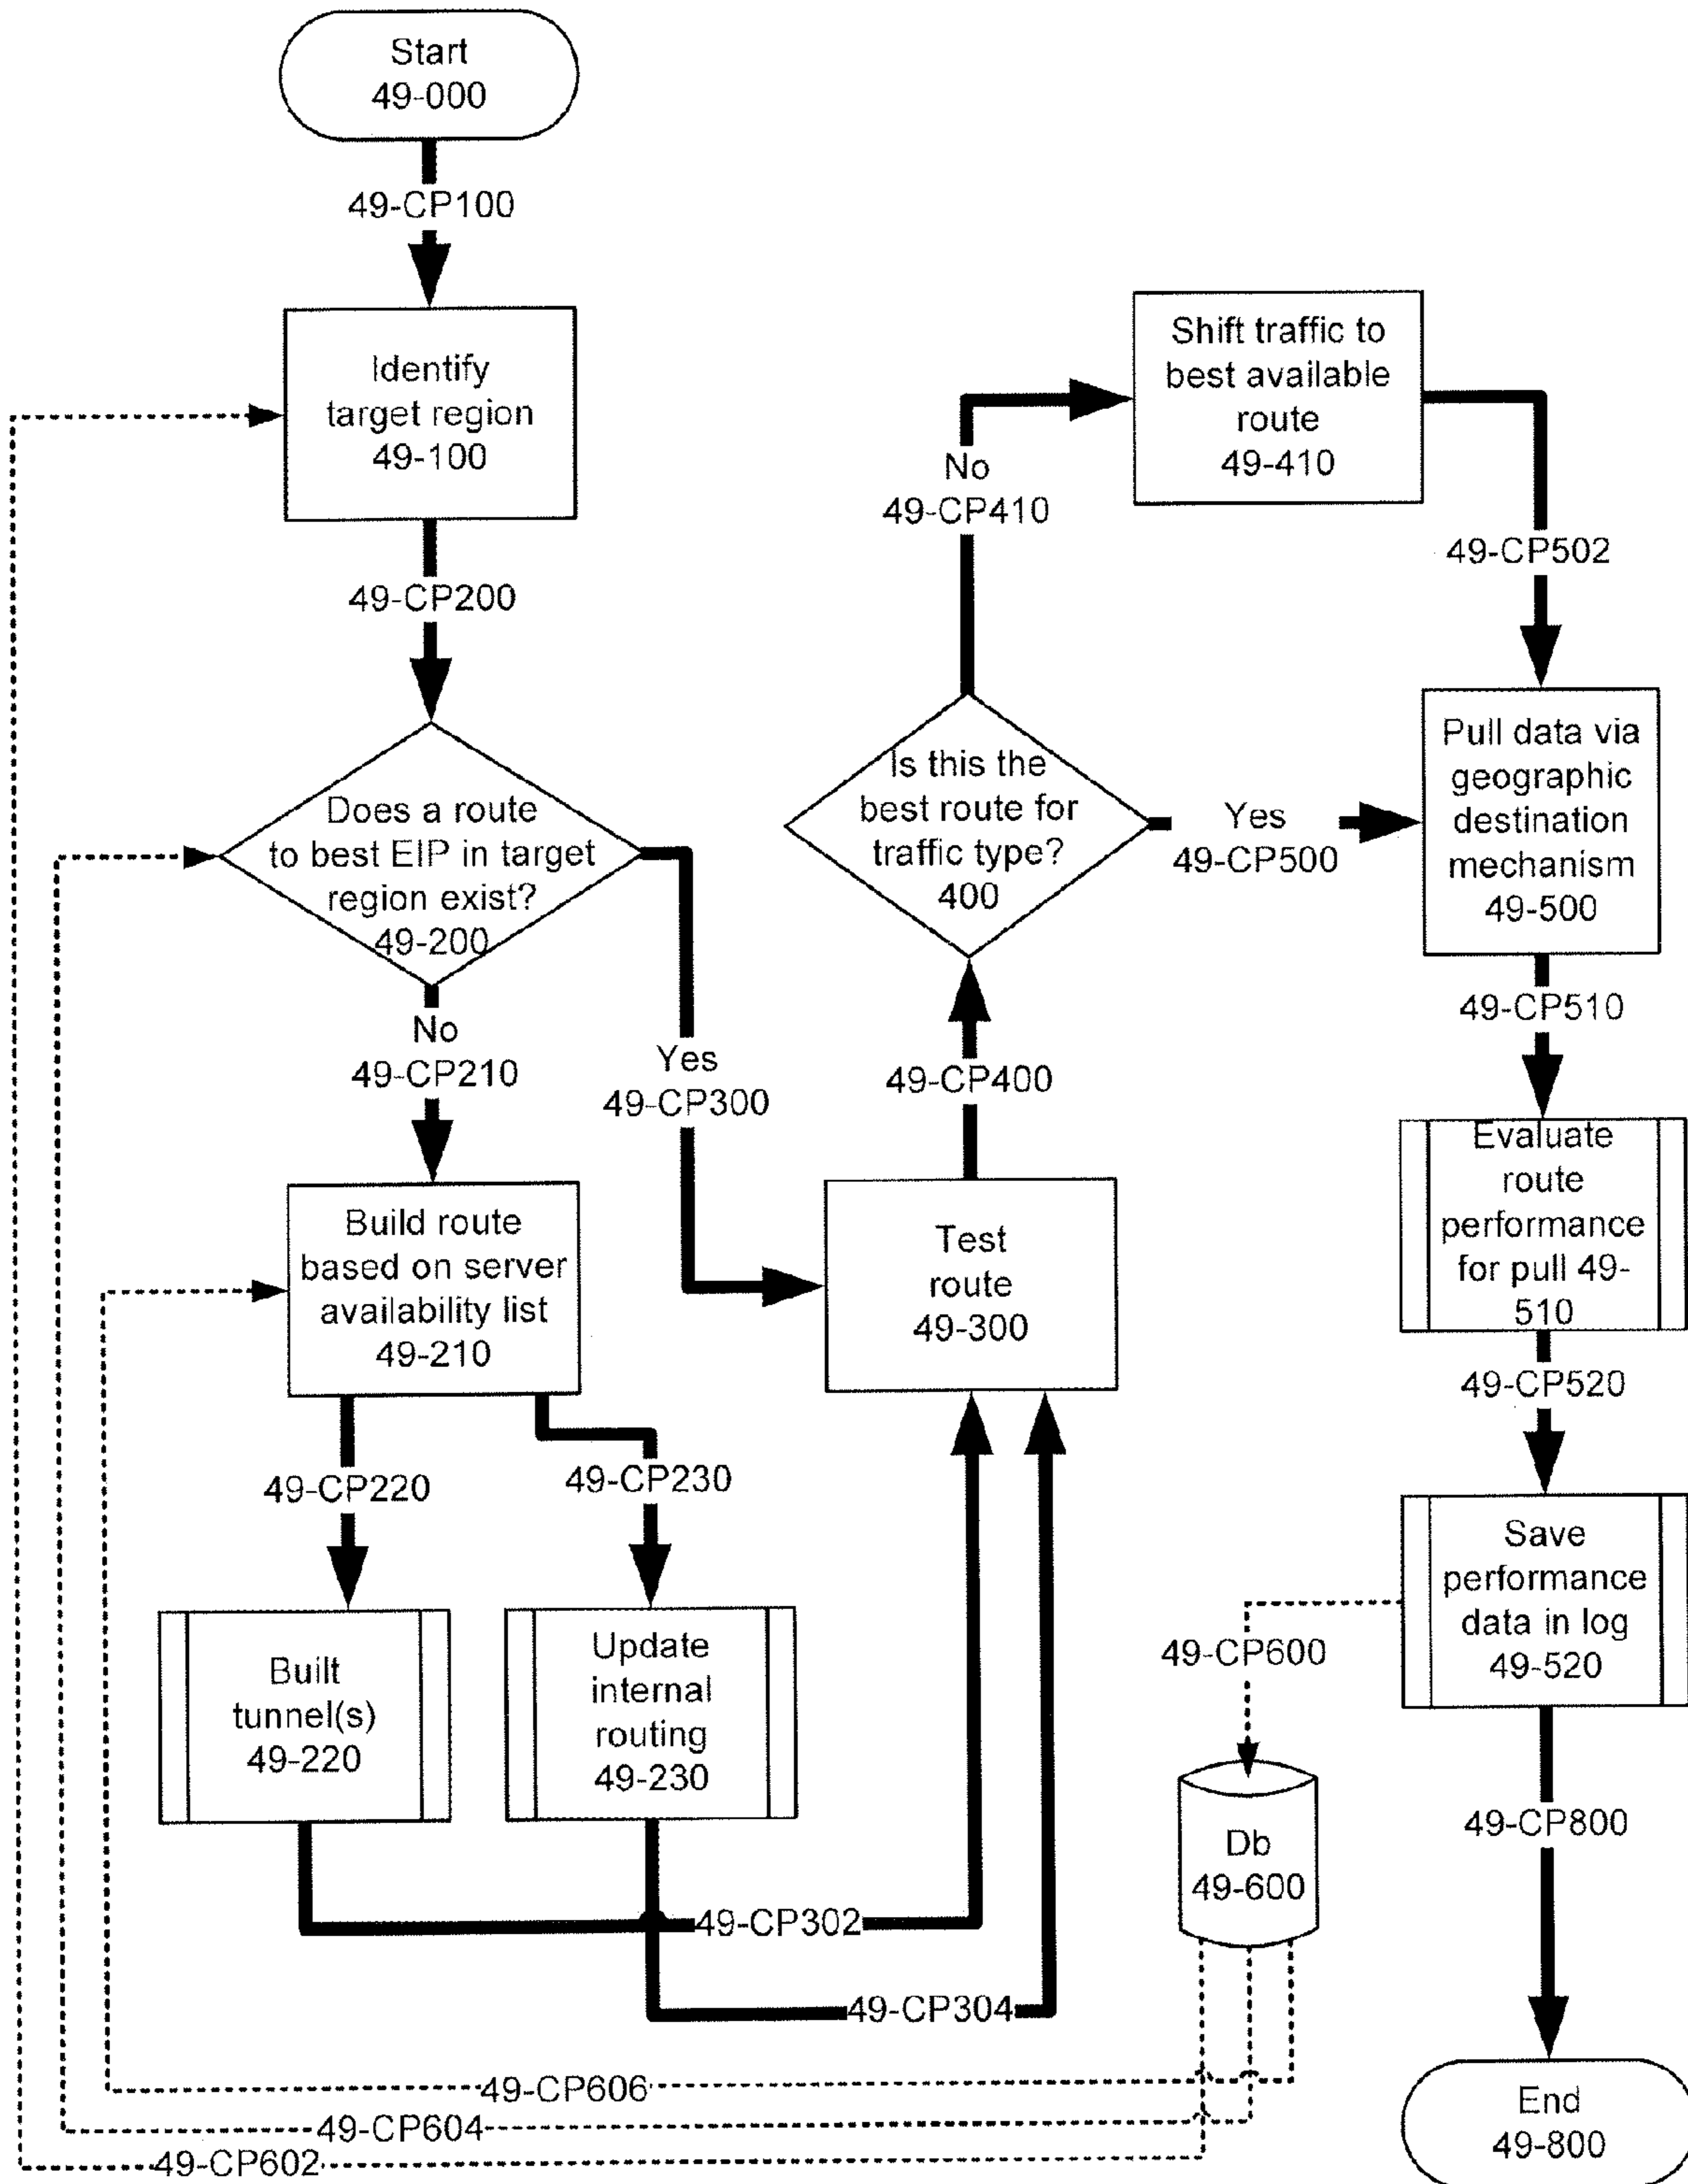 Start
49-000
49-CP100
Identify
target region
49-100
49-CP200
Does a route
to best EIP in target
region exist?
49-200
No
49-CP210
Yes
49-CP300
Build route
based on server
availability list
49-210
49-CP220
49-CP230
Built
tunnel(s)
49-220
Update
internal
routing
49-230
49-CP302
49-CP304
Test
route
49-300
49-CP400
Is this the
best route for
traffic type?
400
No
49-CP410
Yes
49-CP500
Shift traffic to
best available
route
49-410
49-CP502
Pull data via
geographic
destination
mechanism
49-500
49-CP510
Evaluate
route
performance
for pull 49-
510
49-CP520
Save
performance
data in log
49-520
49-CP600
Db
49-600
49-CP800
49-CP606
49-CP604
49-CP602
End
49-800